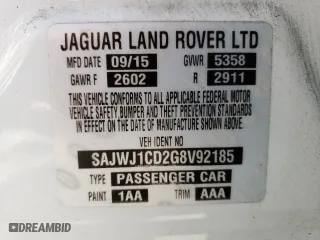 JAGUAR LAND ROVER LTD
MFD DATE 09/15 GVWR 5358
GAWR F 2602 R 2911
THIS VEHICLE CONFORMS TO ALL APPLICABLE FEDERAL MOTOR
VEHICLE SAFETY, BUMPER AND THEFT PREVENTION STANDARDS
IN EFFECT ON THE DATE OF MANUFACTURE SHOWN ABOVE.
VEH IDENT NO
SAJWJ1CD2G8V92185
TYPE PASSENGER CAR
PAINT 1AA TRIM AAA
DREAMBID
DREAMBID.com